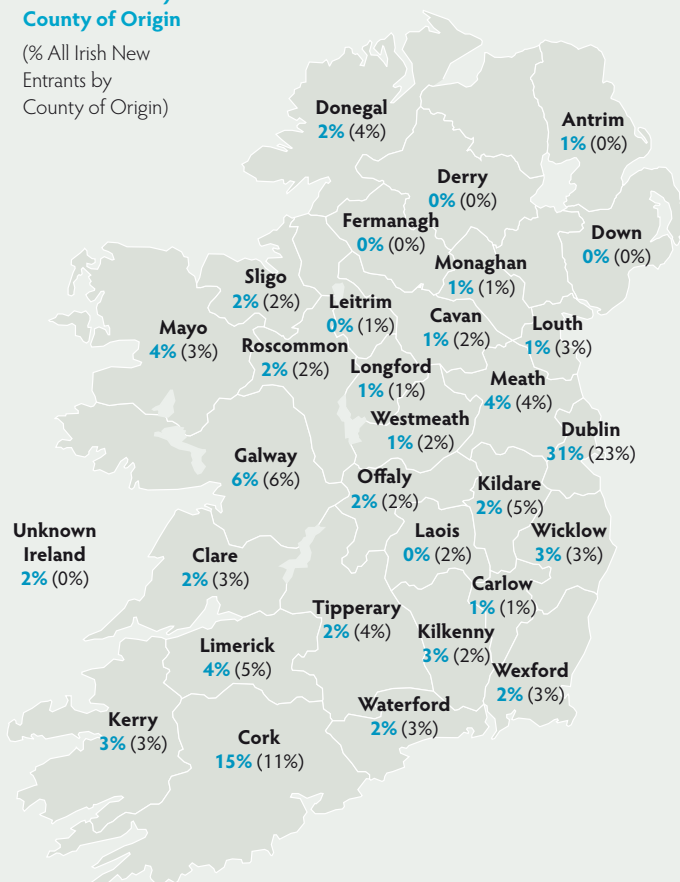 County of Origin
(% All Irish New
Entrants by
County of Origin)
Donegal
2% (4%)
Antrim
1% (0%)
Derry
0% (0%)
Fermanagh
0% (0%)
Down
0% (0%)
Monaghan
1% (1%)
Sligo
2% (2%)
Leitrim
0% (1%)
Cavan
1% (2%)
Louth
1% (3%)
Mayo
4% (3%)
Roscommon
2% (2%)
Longford
1% (1%)
Meath
4% (4%)
Westmeath
1% (2%)
Dublin
31% (23%)
Galway
6% (6%)
Offaly
2% (2%)
Kildare
2% (5%)
Unknown
Ireland
2% (0%)
Clare
2% (3%)
Laois
0% (2%)
Wicklow
3% (3%)
Carlow
1% (1%)
Tipperary
2% (4%)
Kilkenny
3% (2%)
Limerick
4% (5%)
Wexford
2% (3%)
Waterford
2% (3%)
Kerry
3% (3%)
Cork
15% (11%)